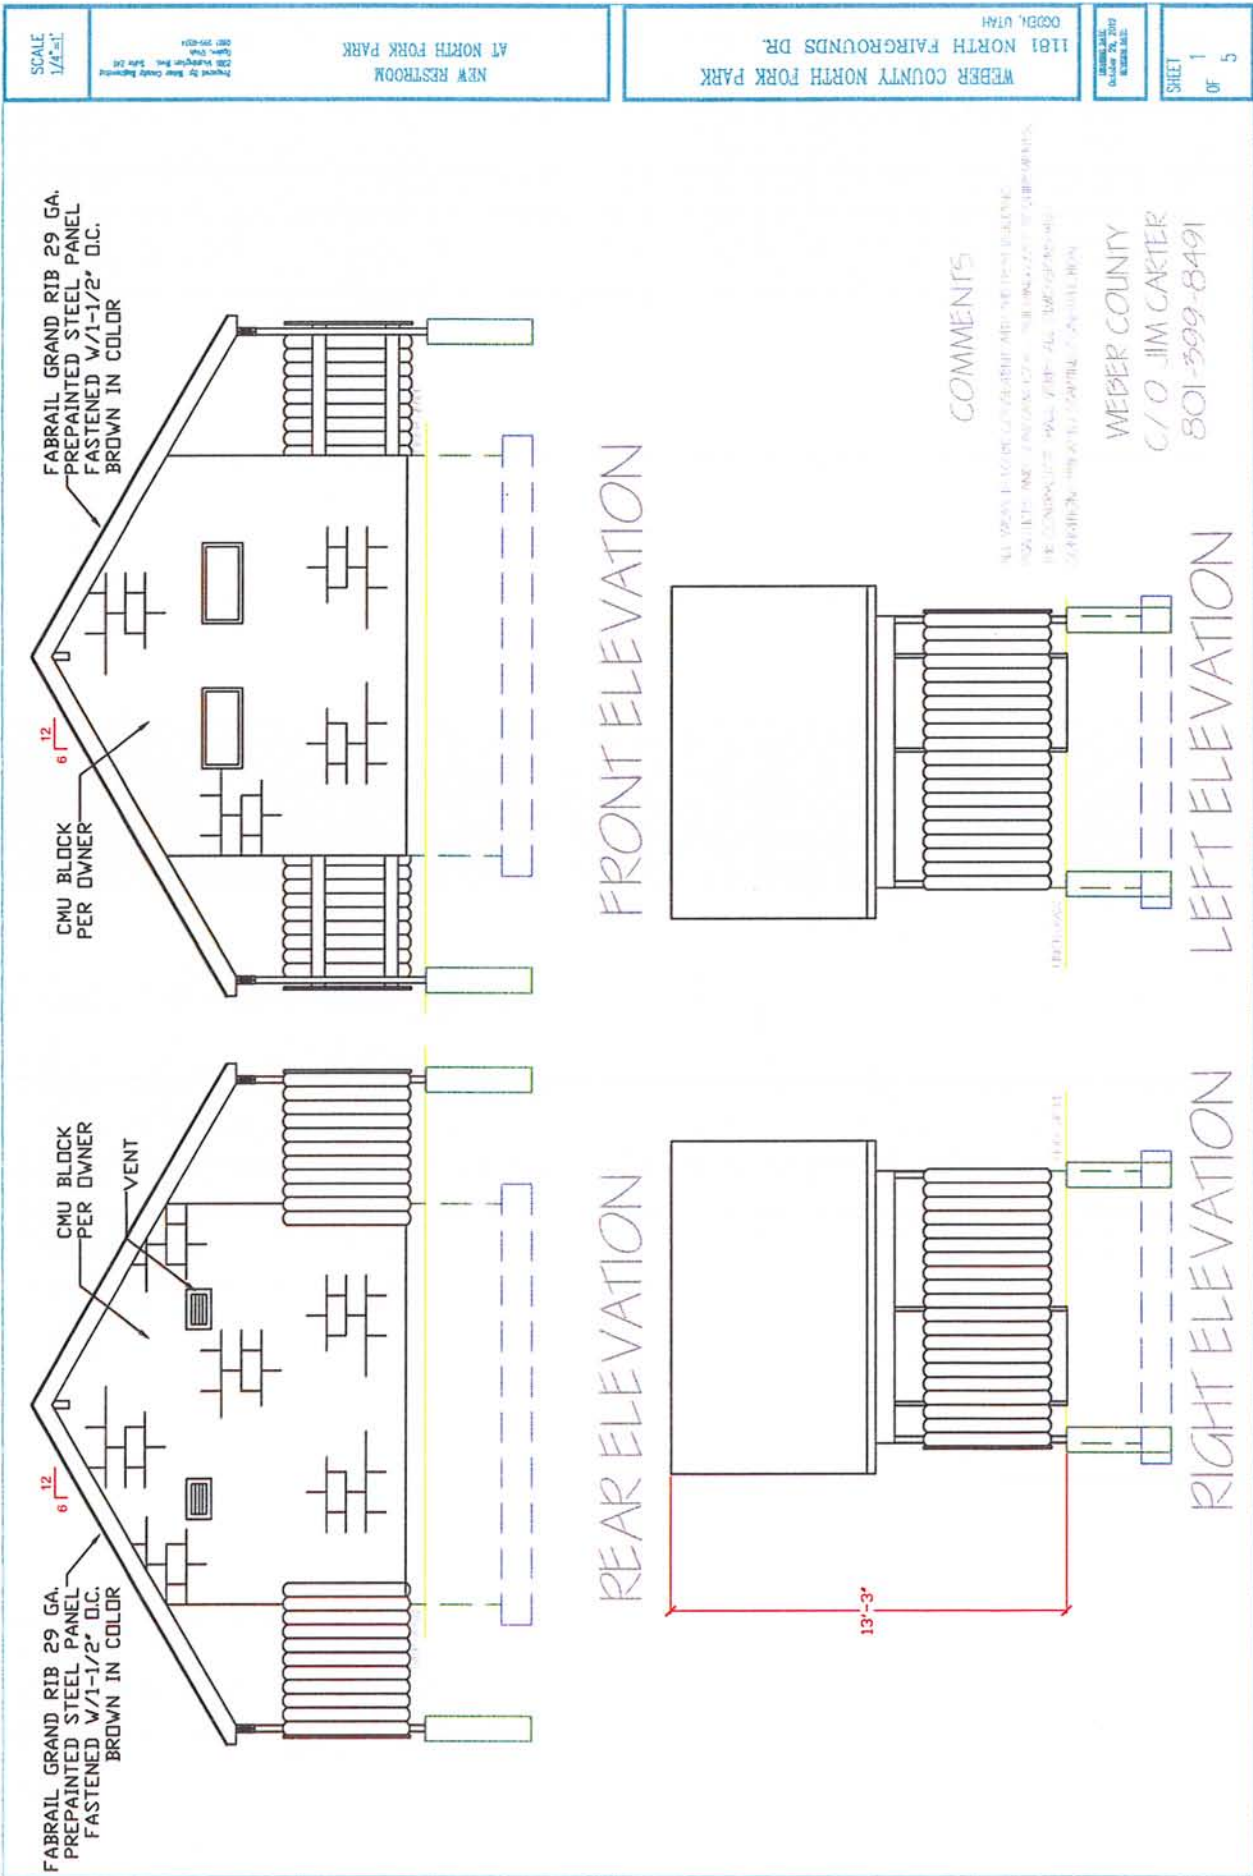 FABRAIL GRAND RIB 29 GA.
PREPAINTED STEEL PANEL
FASTENED W/1-1/2" O.C.
BROWN IN COLOR
6
12
CMU BLOCK
PER OWNER
VENT
REAR ELEVATION
CMU BLOCK
PER OWNER
6
12
FABRAIL GRAND RIB 29 GA.
PREPAINTED STEEL PANEL
FASTENED W/1-1/2" O.C.
BROWN IN COLOR
FRONT ELEVATION
13'-3"
RIGHT ELEVATION
LEFT ELEVATION
COMMENTS
WEBER COUNTY
C/O JIM CARTER
801-399-8491
SCALE
1/4"=1'
NEW RESTROOM
AT NORTH FORK PARK
WEBER COUNTY NORTH FORK PARK
1181 NORTH FAIRGROUNDS DR.
OGDEN, UTAH
SHEET
1
OF
5